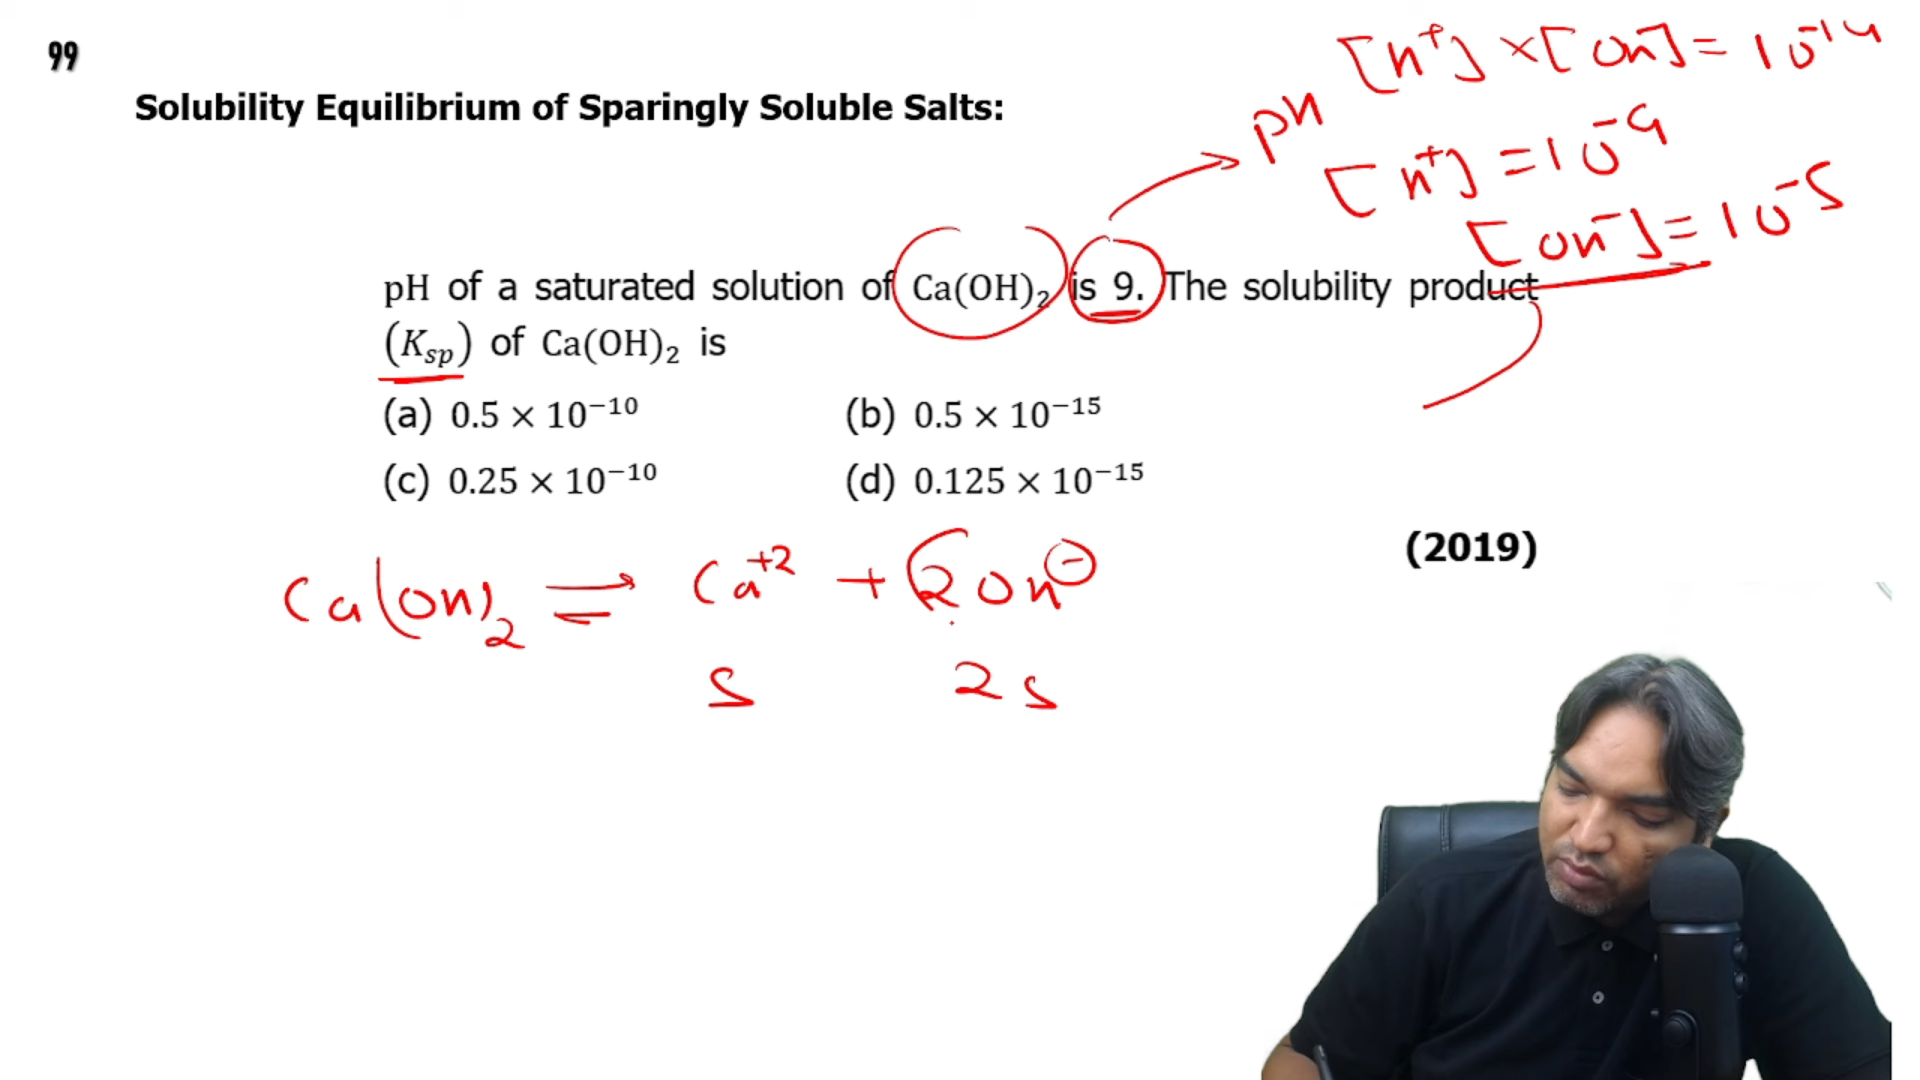 99
[H⁺] × [OH⁻] = 10⁻¹⁴
Solubility Equilibrium of Sparingly Soluble Salts:
pH
[H⁺] = 10⁻⁹
[OH⁻] = 10⁻⁵
pH of a saturated solution of Ca(OH)₂ is 9. The solubility product
(Kₛₚ) of Ca(OH)₂ is
(a) 0.5 × 10⁻¹⁰ (b) 0.5 × 10⁻¹⁵
(c) 0.25 × 10⁻¹⁰ (d) 0.125 × 10⁻¹⁵
(2019)
Ca(OH)₂ ⇌ Ca⁺² + 2OH⁻
s 2s